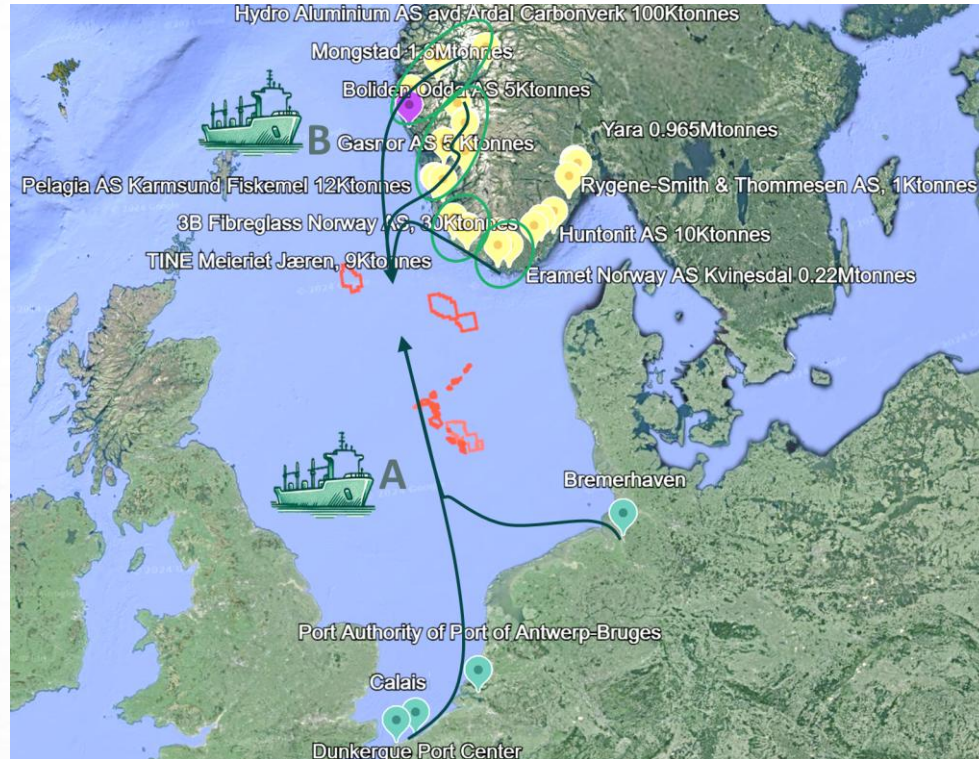 Hydro Aluminium AS avd Ardal Carbonverk 100Ktonnes
Mongstad 1.6Mtonnes
Boliden Odda AS 5Ktonnes
B
Yara 0.965Mtonnes
Gasnor AS 5 Ktonnes
Pelagia AS Karmsund Fiskemel 12Ktonnes
Rygene-Smith & Thommesen AS, 1Ktonnes
3B Fibreglass Norway AS, 30Ktonnes
Huntonit AS 10Ktonnes
TINE Meieriet Jæren, 9Ktonnes
Eramet Norway AS Kvinesdal 0.22Mtonnes
A
Bremerhaven
Port Authority of Port of Antwerp-Bruges
Calais
Dunkerque Port Center